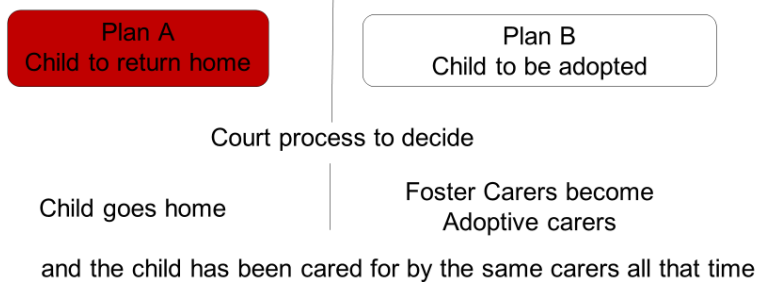 Plan A
Child to return home
Plan B
Child to be adopted
Court process to decide
Child goes home
Foster Carers become
Adoptive carers
and the child has been cared for by the same carers all that time